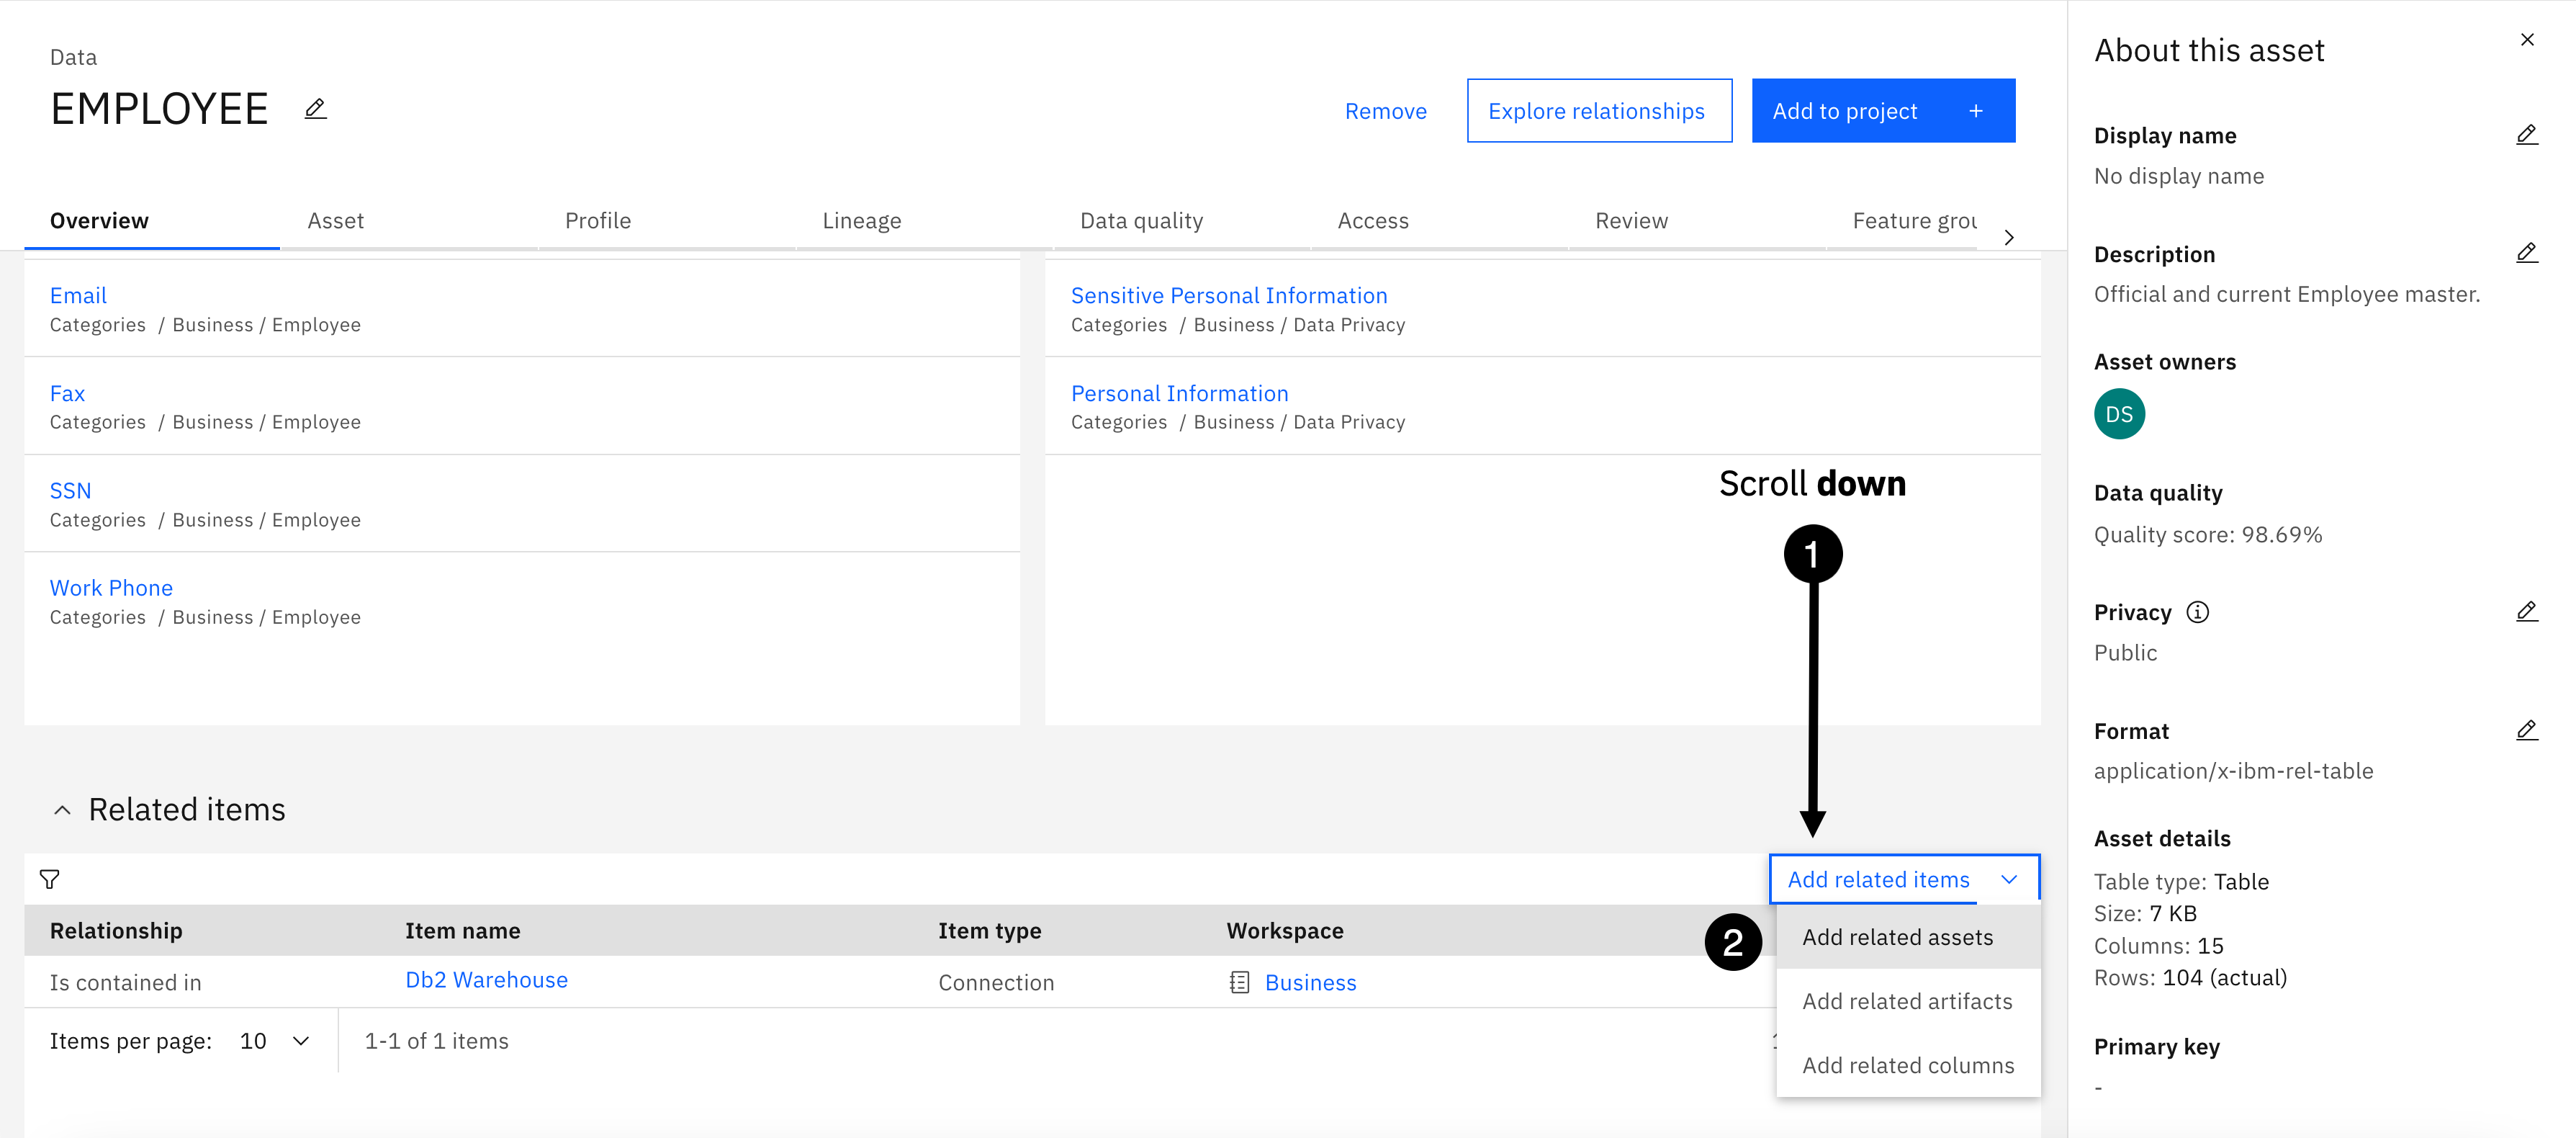 Data
EMPLOYEE
Remove
Explore relationships
Add to project +
Overview
Asset
Profile
Lineage
Data quality
Access
Review
Feature grou
Email
Categories / Business / Employee
Fax
Categories / Business / Employee
SSN
Categories / Business / Employee
Work Phone
Categories / Business / Employee
Sensitive Personal Information
Categories / Business / Data Privacy
Personal Information
Categories / Business / Data Privacy
Scroll down
1
Related items
Add related items
2
Add related assets
Add related artifacts
Add related columns
Relationship Item name Item type Workspace
Is contained in Db2 Warehouse Connection Business
Items per page: 10 1-1 of 1 items
About this asset
Display name
No display name
Description
Official and current Employee master.
Asset owners
DS
Data quality
Quality score: 98.69%
Privacy
Public
Format
application/x-ibm-rel-table
Asset details
Table type: Table
Size: 7 KB
Columns: 15
Rows: 104 (actual)
Primary key
-